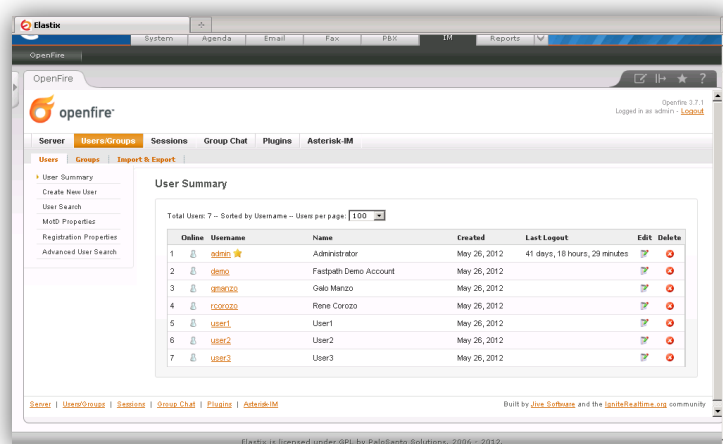 Elastix
System Agenda Email Fax PBX IM Reports
OpenFire
OpenFire
openfire
Openfire 3.7.1
Logged in as admin - Logout
Server Users/Groups Sessions Group Chat Plugins Asterisk-IM
Users Groups Import & Export
User Summary
Create New User
User Search
MotD Properties
Registration Properties
Advanced User Search
User Summary
Total Users: 7 -- Sorted by Username -- Users per page: 100
Online Username Name Created Last Logout Edit Delete
1 admin Administrator May 26, 2012 41 days, 18 hours, 29 minutes
2 demo Fastpath Demo Account May 26, 2012
3 gmanzo Galo Manzo May 26, 2012
4 rcorozo Rene Corozo May 26, 2012
5 user1 User1 May 26, 2012
6 user2 User2 May 26, 2012
7 user3 User3 May 26, 2012
Server | Users/Groups | Sessions | Group Chat | Plugins | Asterisk-IM
Built by Jive Software and the IgniteRealtime.org community
Elastix is licensed under GPL by PaloSanto Solutions. 2006 - 2012.